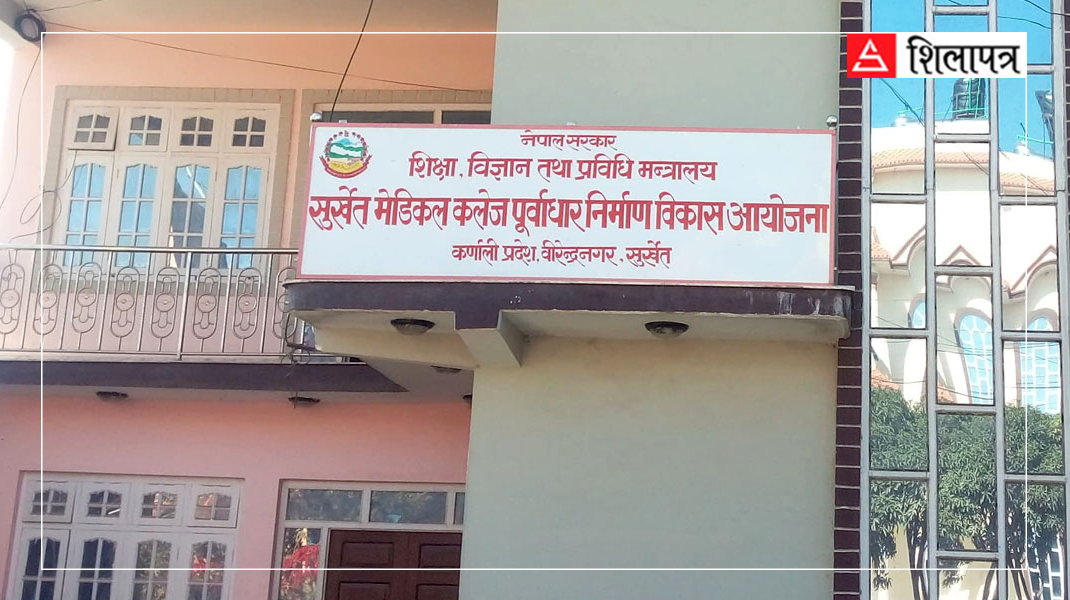 शिलापत्र
नेपाल सरकार
शिक्षा, विज्ञान तथा प्रविधि मन्त्रालय
सुर्खेत मेडिकल कलेज पूर्वाधार निर्माण विकास आयोजना
कर्णाली प्रदेश, वीरेन्द्रनगर, सुर्खेत